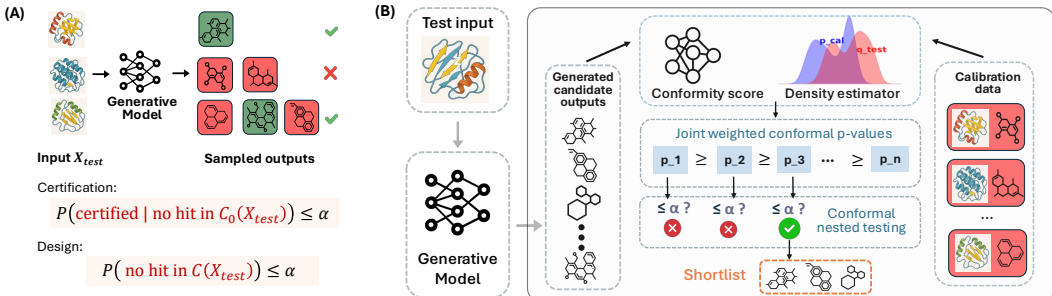 (A)
Generative
Model
Input X_test
Sampled outputs
Certification:
P(certified | no hit in C_0(X_test)) ≤ α
Design:
P( no hit in C(X_test)) ≤ α
(B)
Test input
Generative
Model
Generated
candidate
outputs
p_cal
q_test
Conformity score
Density estimator
Joint weighted conformal p-values
p_1 ≥ p_2 ≥ p_3 ... ≥ p_n
≤ α ? ≤ α ? ≤ α ?
Conformal
nested testing
Shortlist
Calibration
data
...